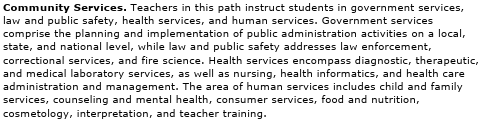 Community Services. Teachers in this path instruct students in government services,
law and public safety, health services, and human services. Government services
comprise the planning and implementation of public administration activities on a local,
state, and national level, while law and public safety addresses law enforcement,
correctional services, and fire science. Health services encompass diagnostic, therapeutic,
and medical laboratory services, as well as nursing, health informatics, and health care
administration and management. The area of human services includes child and family
services, counseling and mental health, consumer services, food and nutrition,
cosmetology, interpretation, and teacher training.